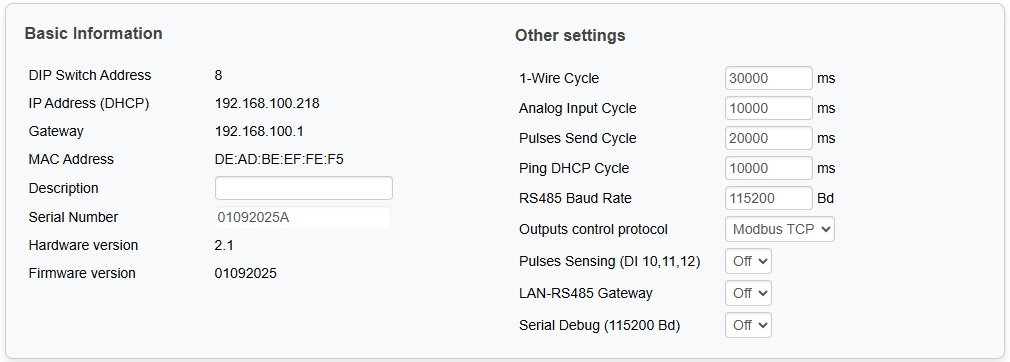 Basic Information
DIP Switch Address 8
IP Address (DHCP) 192.168.100.218
Gateway 192.168.100.1
MAC Address DE:AD:BE:EF:FE:F5
Description
Serial Number 01092025A
Hardware version 2.1
Firmware version 01092025
Other settings
1-Wire Cycle 30000 ms
Analog Input Cycle 10000 ms
Pulses Send Cycle 20000 ms
Ping DHCP Cycle 10000 ms
RS485 Baud Rate 115200 Bd
Outputs control protocol Modbus TCP
Pulses Sensing (DI 10,11,12) Off
LAN-RS485 Gateway Off
Serial Debug (115200 Bd) Off